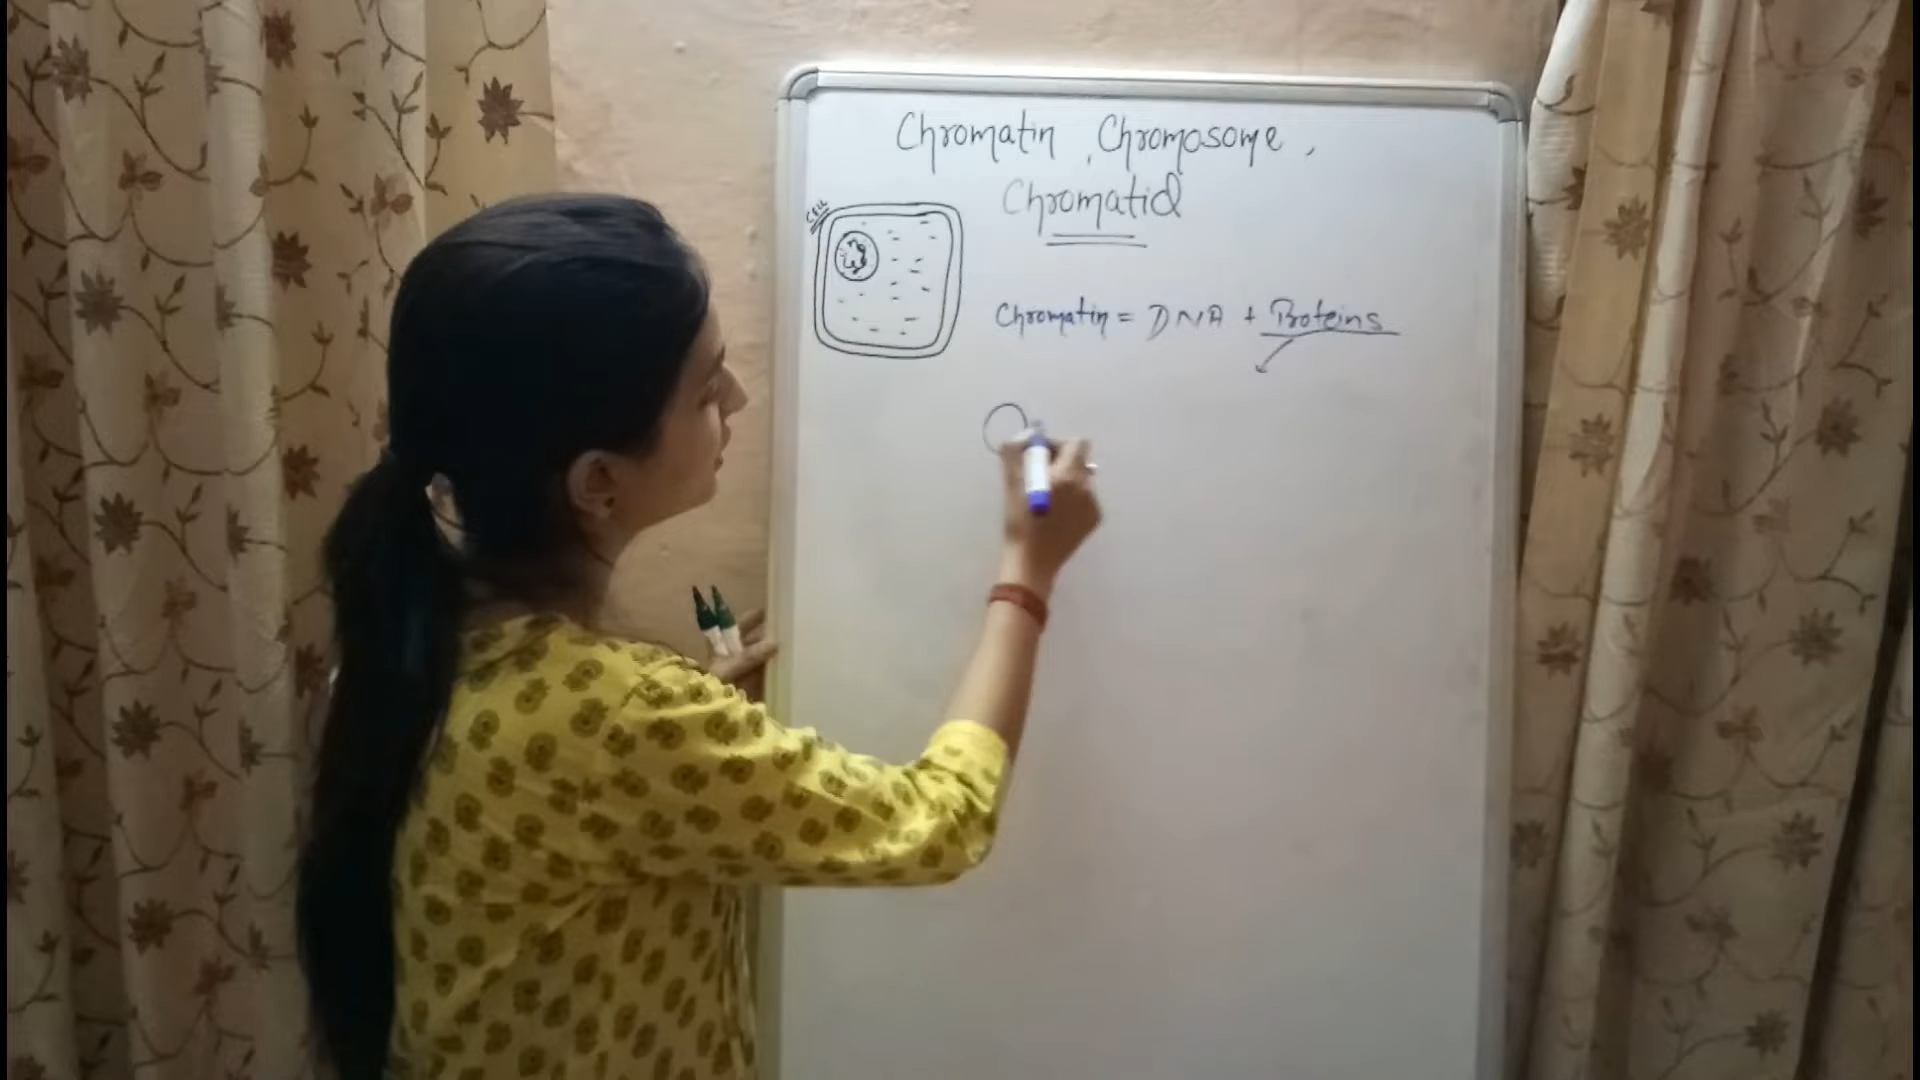 Chromatin, Chromosome,
Chromatid
CELL
Chromatin = DNA + Proteins